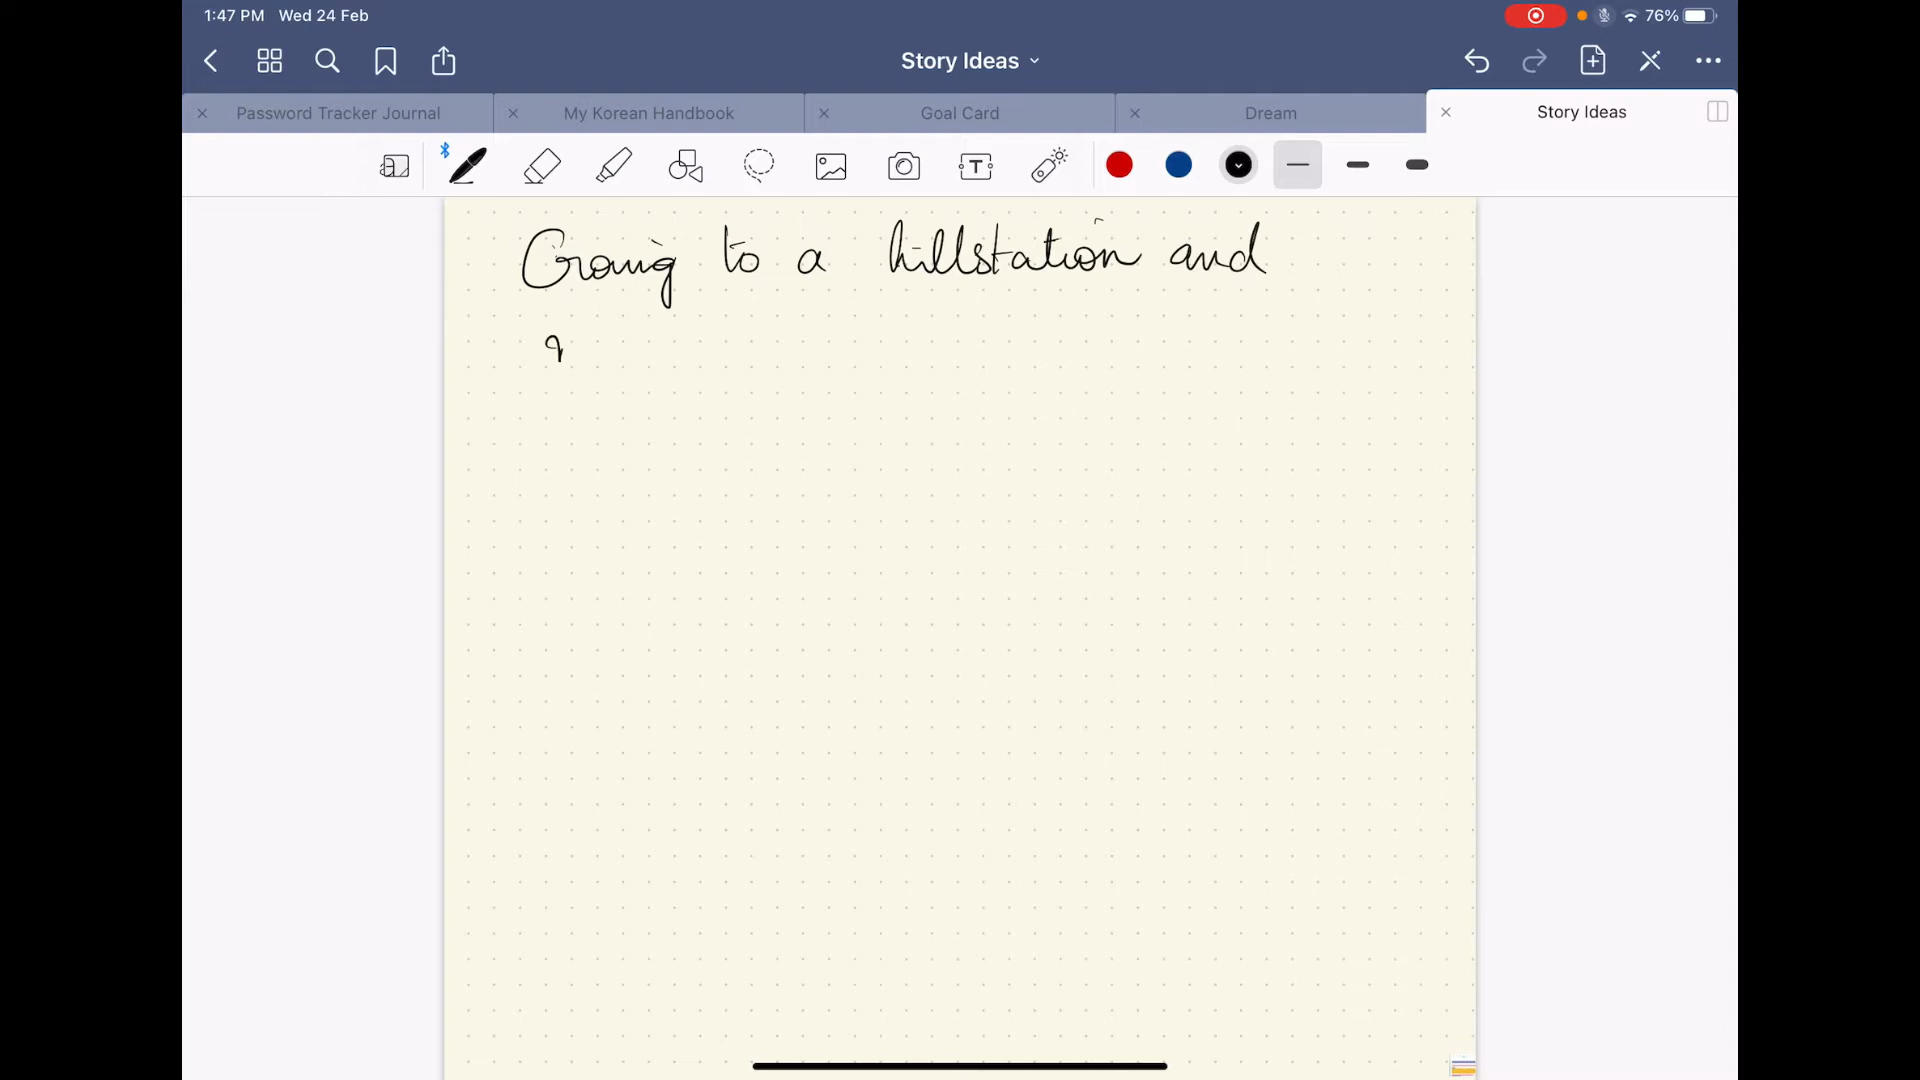 1:47 PM Wed 24 Feb 76%
Story Ideas
Password Tracker Journal My Korean Handbook Goal Card Dream Story Ideas
Going to a hillstation and